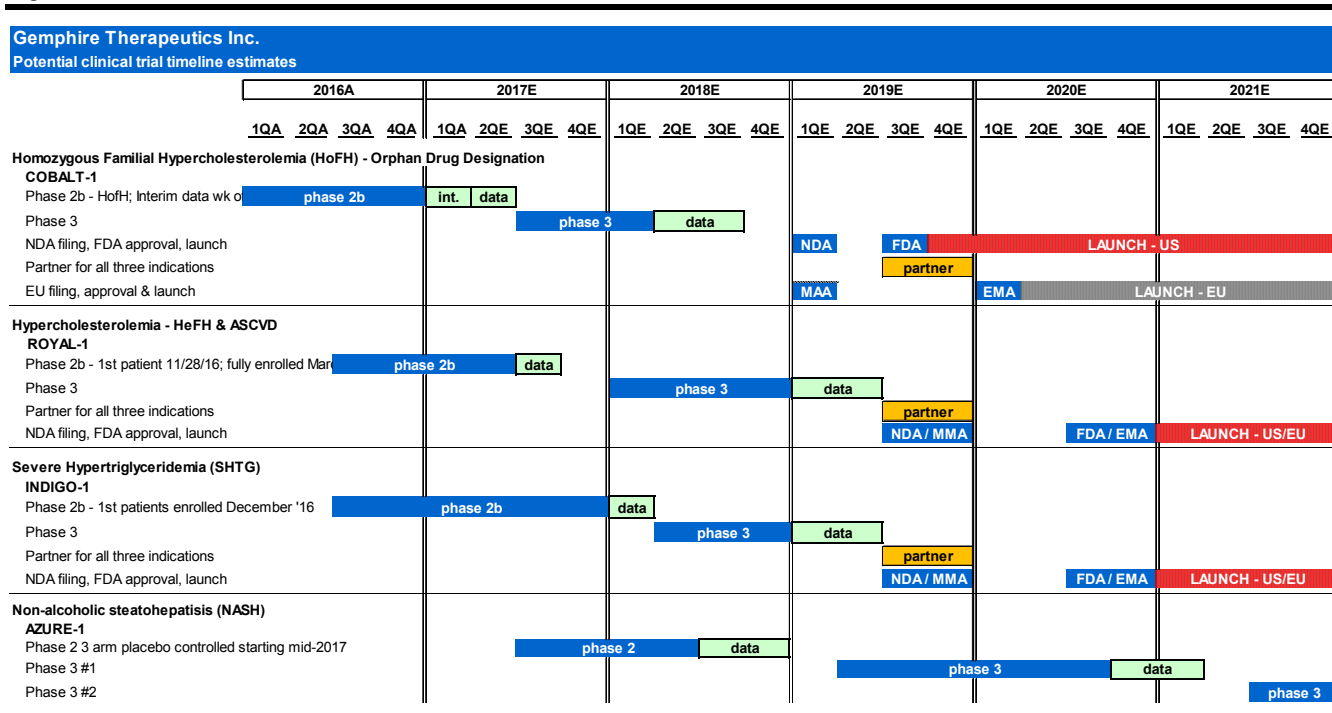 Gemphire Therapeutics Inc.
Potential clinical trial timeline estimates
2016A 2017E 2018E 2019E 2020E 2021E
1QA 2QA 3QA 4QA 1QA 2QE 3QE 4QE 1QE 2QE 3QE 4QE 1QE 2QE 3QE 4QE 1QE 2QE 3QE 4QE 1QE 2QE 3QE 4QE
Homozygous Familial Hypercholesterolemia (HoFH) - Orphan Drug Designation
COBALT-1
Phase 2b - HofH; Interim data wk o phase 2b int. data
Phase 3 phase 3 data
NDA filing, FDA approval, launch NDA FDA LAUNCH - US
Partner for all three indications partner
EU filing, approval & launch MAA EMA LAUNCH - EU
Hypercholesterolemia - HeFH & ASCVD
ROYAL-1
Phase 2b - 1st patient 11/28/16; fully enrolled Marc phase 2b data
Phase 3 phase 3 data
Partner for all three indications partner
NDA filing, FDA approval, launch NDA / MMA FDA / EMA LAUNCH - US/EU
Severe Hypertriglyceridemia (SHTG)
INDIGO-1
Phase 2b - 1st patients enrolled December '16 phase 2b data
Phase 3 phase 3 data
Partner for all three indications partner
NDA filing, FDA approval, launch NDA / MMA FDA / EMA LAUNCH - US/EU
Non-alcoholic steatohepatisis (NASH)
AZURE-1
Phase 2 3 arm placebo controlled starting mid-2017 phase 2 data
Phase 3 #1 phase 3 data
Phase 3 #2 phase 3